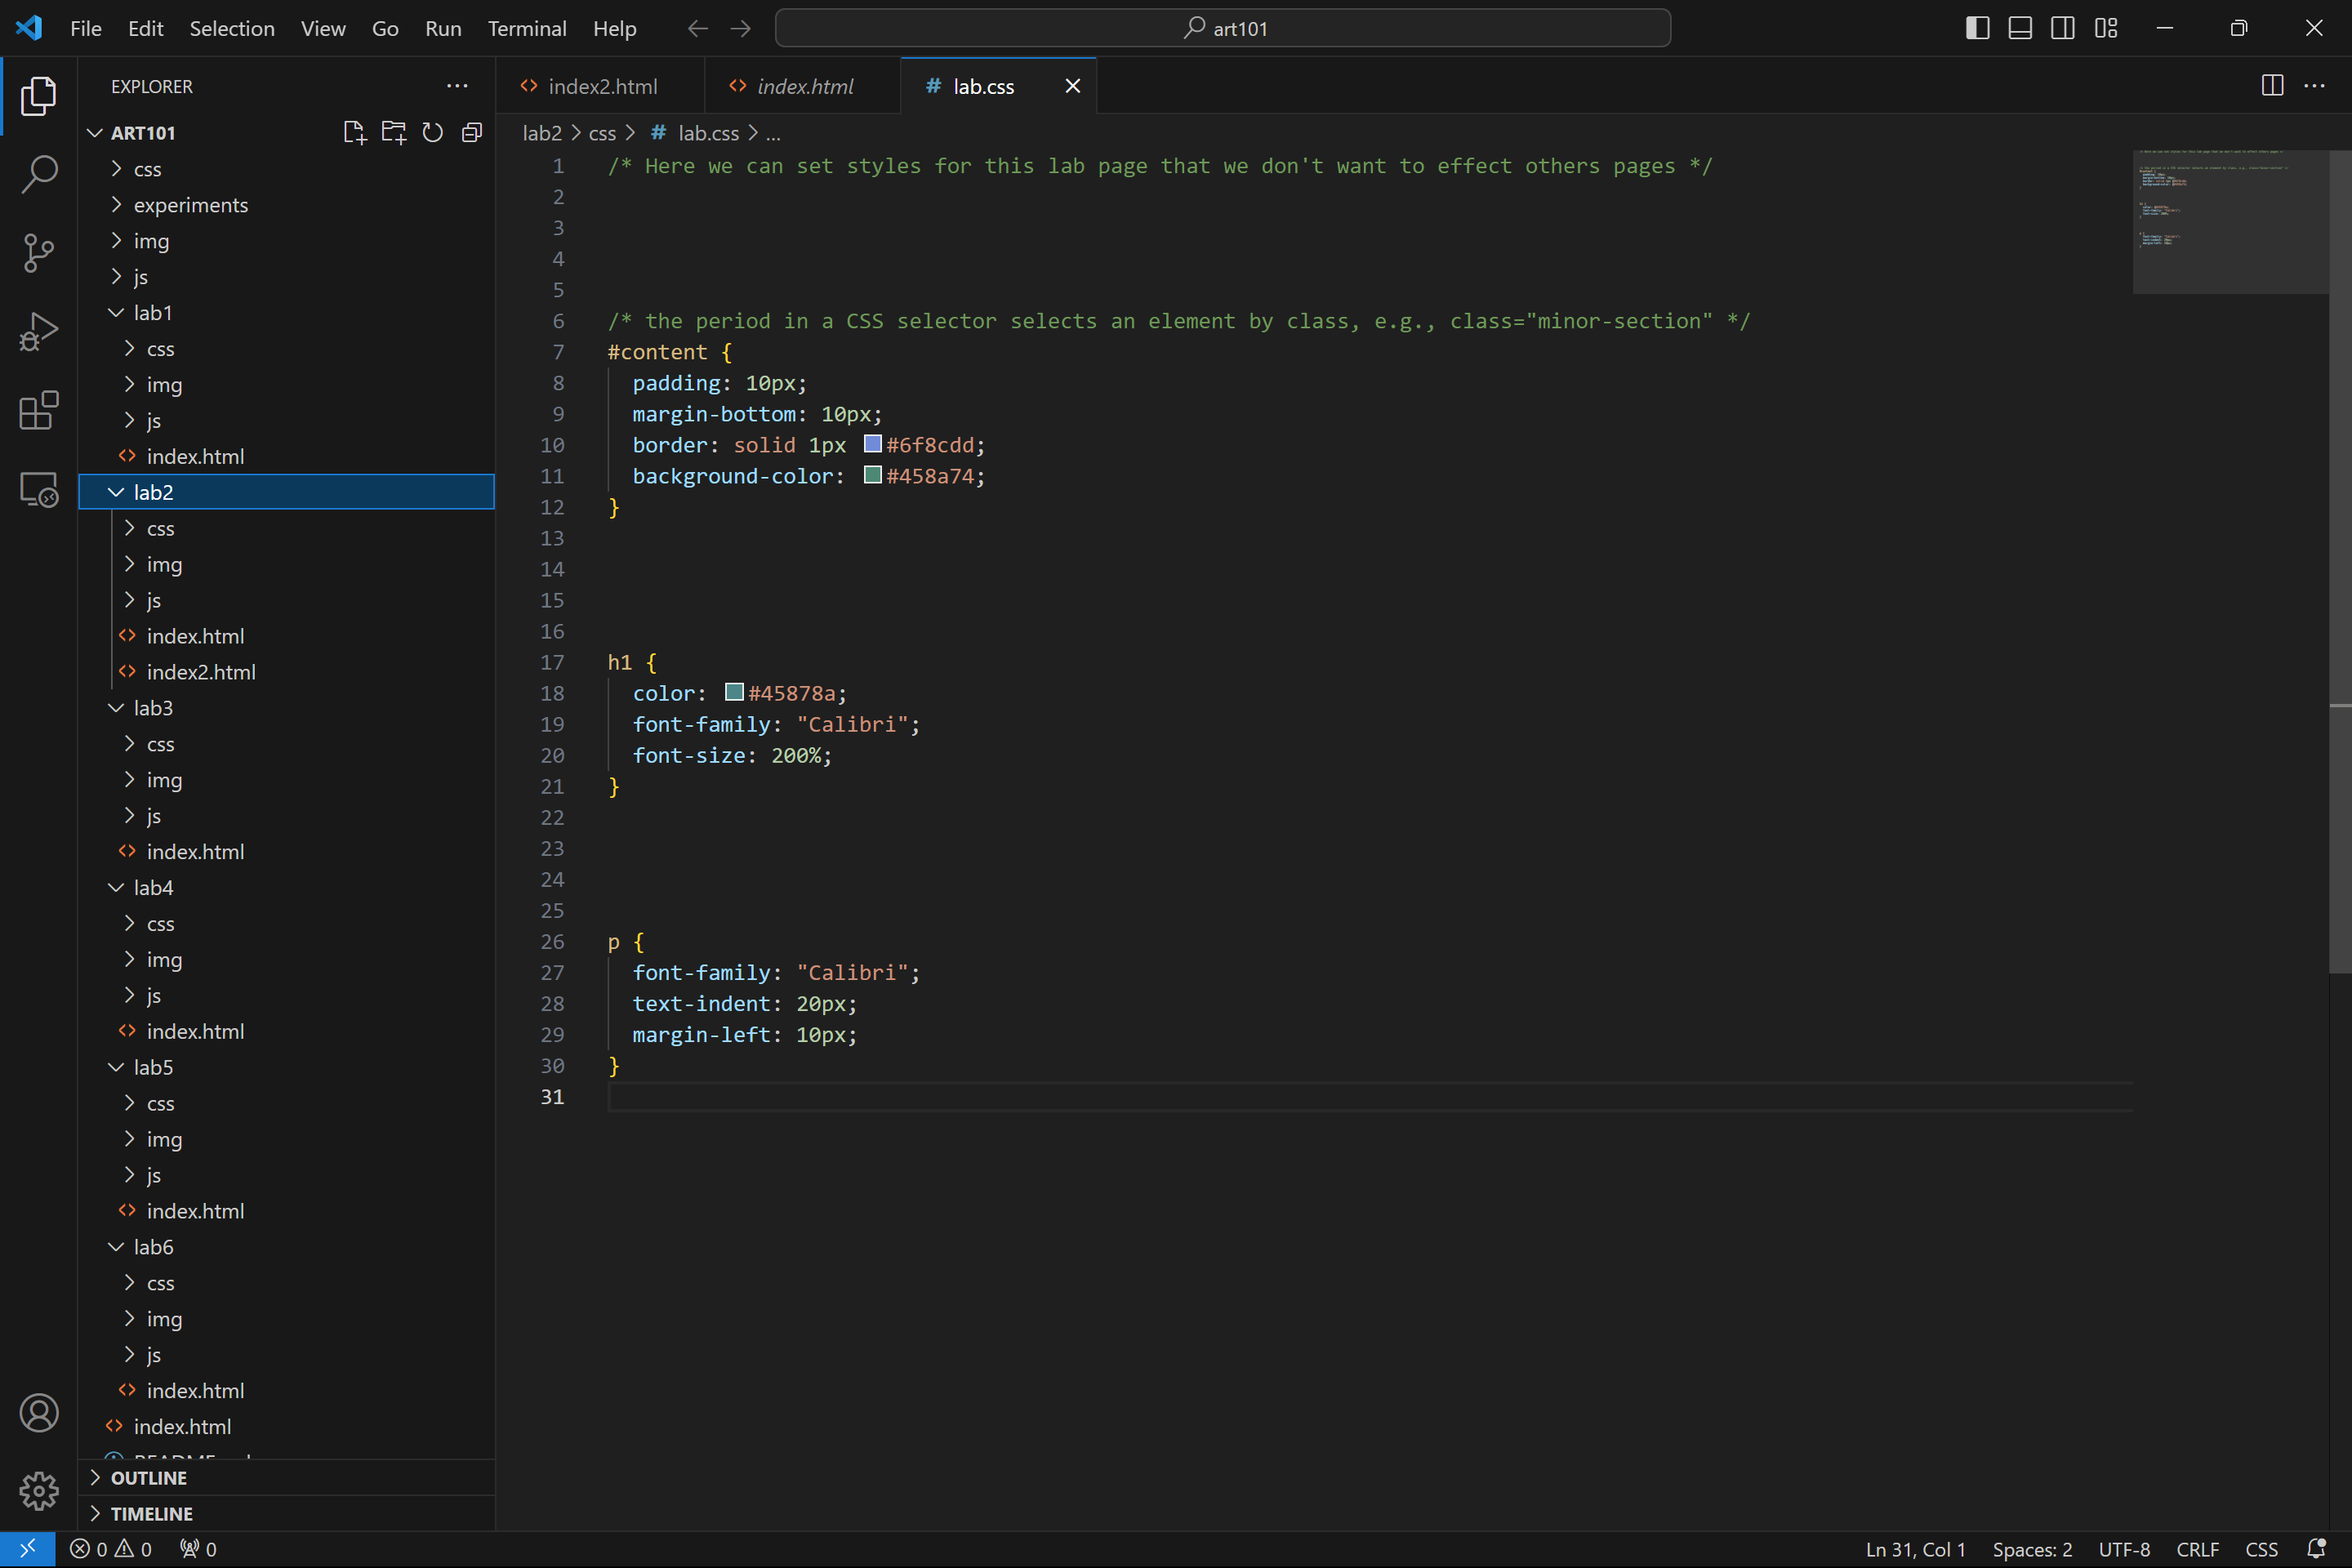 File Edit Selection View Go Run Terminal Help
art101
EXPLORER
ART101
css
experiments
img
js
lab1
css
img
js
index.html
lab2
css
img
js
index.html
index2.html
lab3
css
img
js
index.html
lab4
css
img
js
index.html
lab5
css
img
js
index.html
lab6
css
img
js
index.html
index.html
OUTLINE
TIMELINE
index2.html index.html # lab.css
lab2 > css > # lab.css > ...
1 /* Here we can set styles for this lab page that we don't want to effect others pages */
2
3
4
5
6 /* the period in a CSS selector selects an element by class, e.g., class="minor-section" */
7 #content {
8 padding: 10px;
9 margin-bottom: 10px;
10 border: solid 1px #6f8cdd;
11 background-color: #458a74;
12 }
13
14
15
16
17 h1 {
18 color: #45878a;
19 font-family: "Calibri";
20 font-size: 200%;
21 }
22
23
24
25
26 p {
27 font-family: "Calibri";
28 text-indent: 20px;
29 margin-left: 10px;
30 }
31
0 0 0
Ln 31, Col 1 Spaces: 2 UTF-8 CRLF CSS